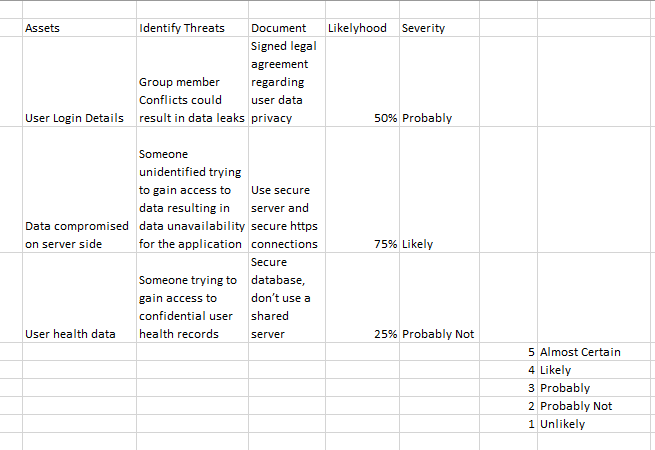 Assets Identify Threats Document Likelyhood Severity
Signed legal
agreement
Group member regarding
Conflicts could user data
User Login Details result in data leaks privacy 50% Probably
Someone
unidentified trying
to gain access to Use secure
data resulting in server and
Data compromised data unavailability secure https
on server side for the application connections 75% Likely
Secure
Someone trying to database,
gain access to don't use a
confidential user shared
User health data health records server 25% Probably Not
5 Almost Certain
4 Likely
3 Probably
2 Probably Not
1 Unlikely